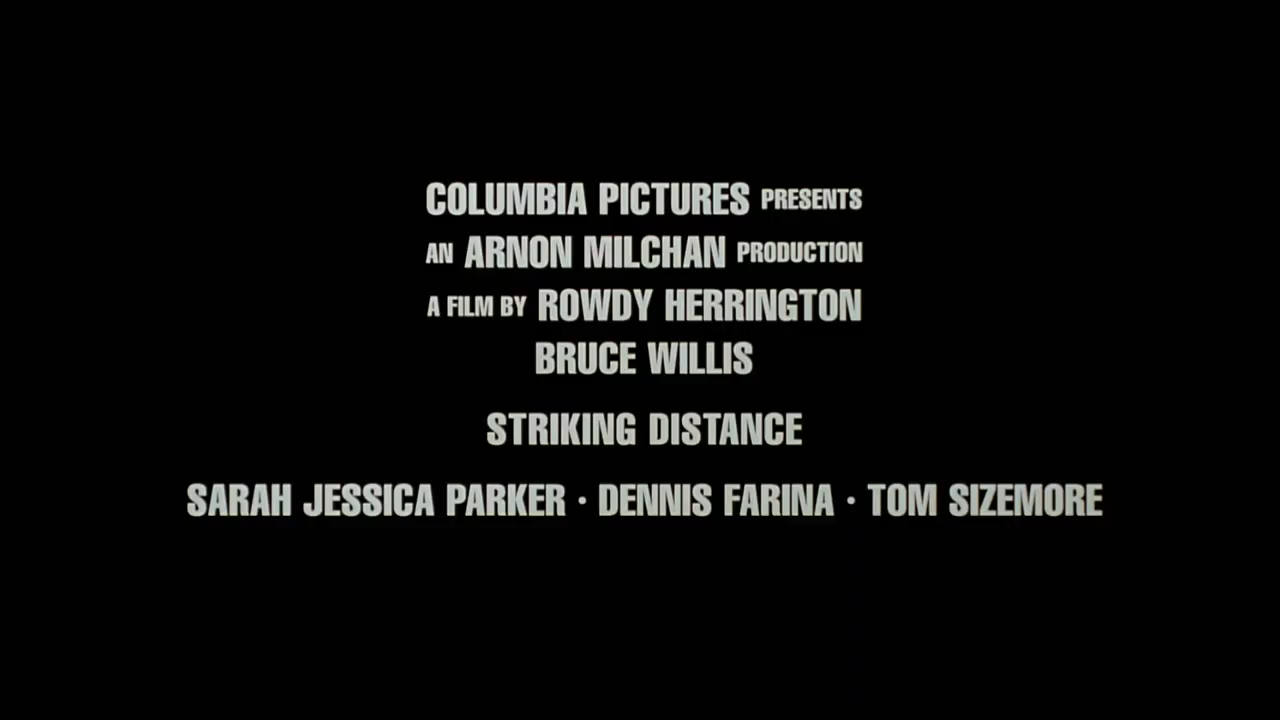 COLUMBIA PICTURES PRESENTS
AN ARNON MILCHAN PRODUCTION
A FILM BY ROWDY HERRINGTON
BRUCE WILLIS
STRIKING DISTANCE
SARAH JESSICA PARKER · DENNIS FARINA · TOM SIZEMORE